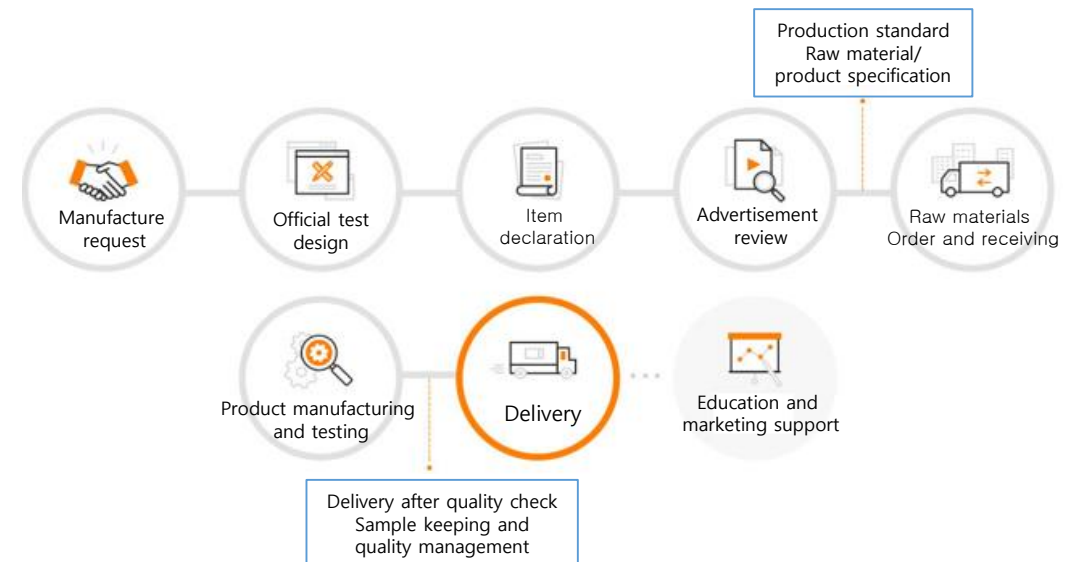 Production standard
Raw material/
product specification
Manufacture
request
Official test
design
Item
declaration
Advertisement
review
Raw materials
Order and receiving
Product manufacturing
and testing
Delivery
Education and
marketing support
Delivery after quality check
Sample keeping and
quality management